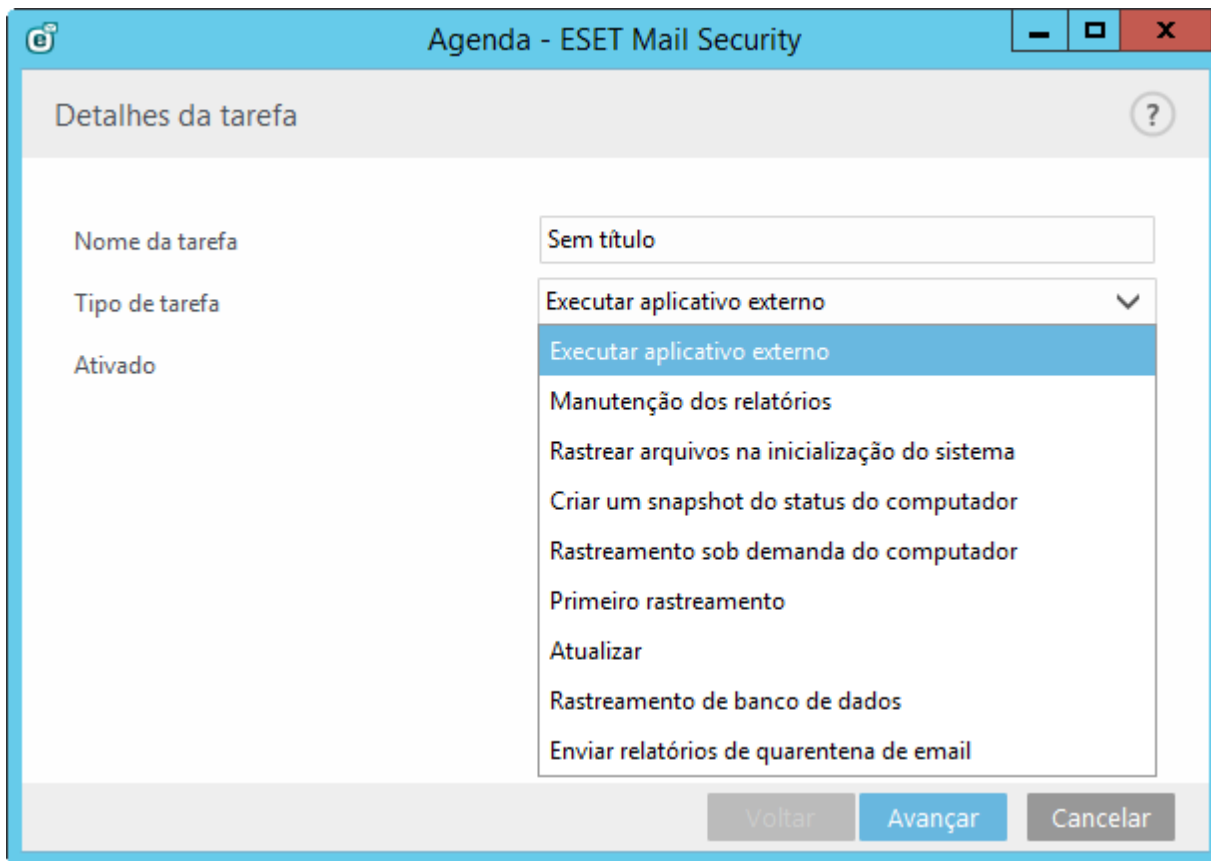 Agenda - ESET Mail Security
Detalhes da tarefa
?
Nome da tarefa
Sem título
Tipo de tarefa
Executar aplicativo externo
Ativado
Executar aplicativo externo
Manutenção dos relatórios
Rastrear arquivos na inicialização do sistema
Criar um snapshot do status do computador
Rastreamento sob demanda do computador
Primeiro rastreamento
Atualizar
Rastreamento de banco de dados
Enviar relatórios de quarentena de email
Voltar Avançar Cancelar